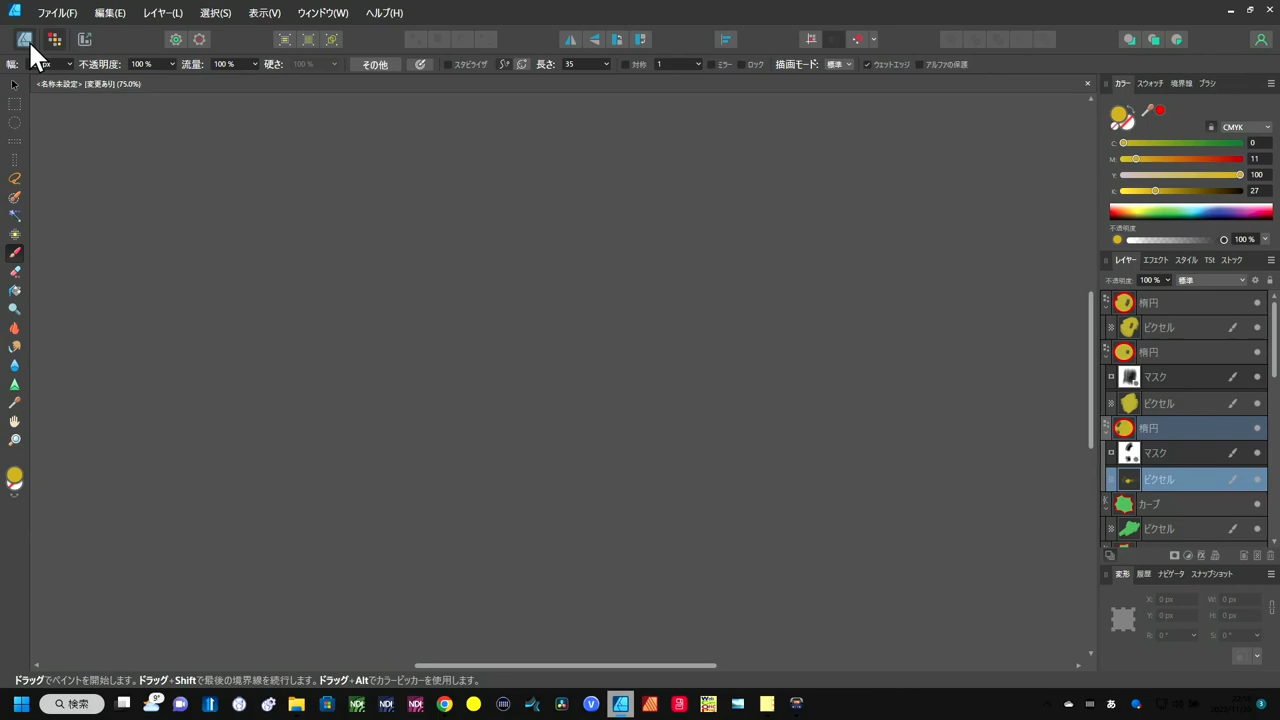 ファイル(F) 編集(E) レイヤー(L) 選択(S) 表示(V) ウィンドウ(W) ヘルプ(H)
幅: px 不透明度: 100 % 流量: 100 % 硬さ: 100 % その他 スタビライザ 長さ: 35 対称 1 ミラー ロック 描画モード: 標準 ウェットエッジ アルファの保護
<名称未設定> [変更あり] (75.0%)
カラー スウォッチ 境界線 ブラシ
CMYK
C: 0
M: 11
Y: 100
K: 27
不透明度
100 %
レイヤー エフェクト スタイル TSt ストック
不透明度: 100 % 標準
楕円
ピクセル
楕円
マスク
ピクセル
楕円
マスク
ピクセル
カーブ
ピクセル
変形 履歴 ナビゲータ スナップショット
X: 0 px W: 0 px
Y: 0 px H: 0 px
R: 0 ° S: 0 °
ドラッグでペイントを開始します。ドラッグ+Shiftで最後の境界線を続行します。ドラッグ+Altでカラーピッカーを使用します。
検索 9° NDI NDI NDI あ 3